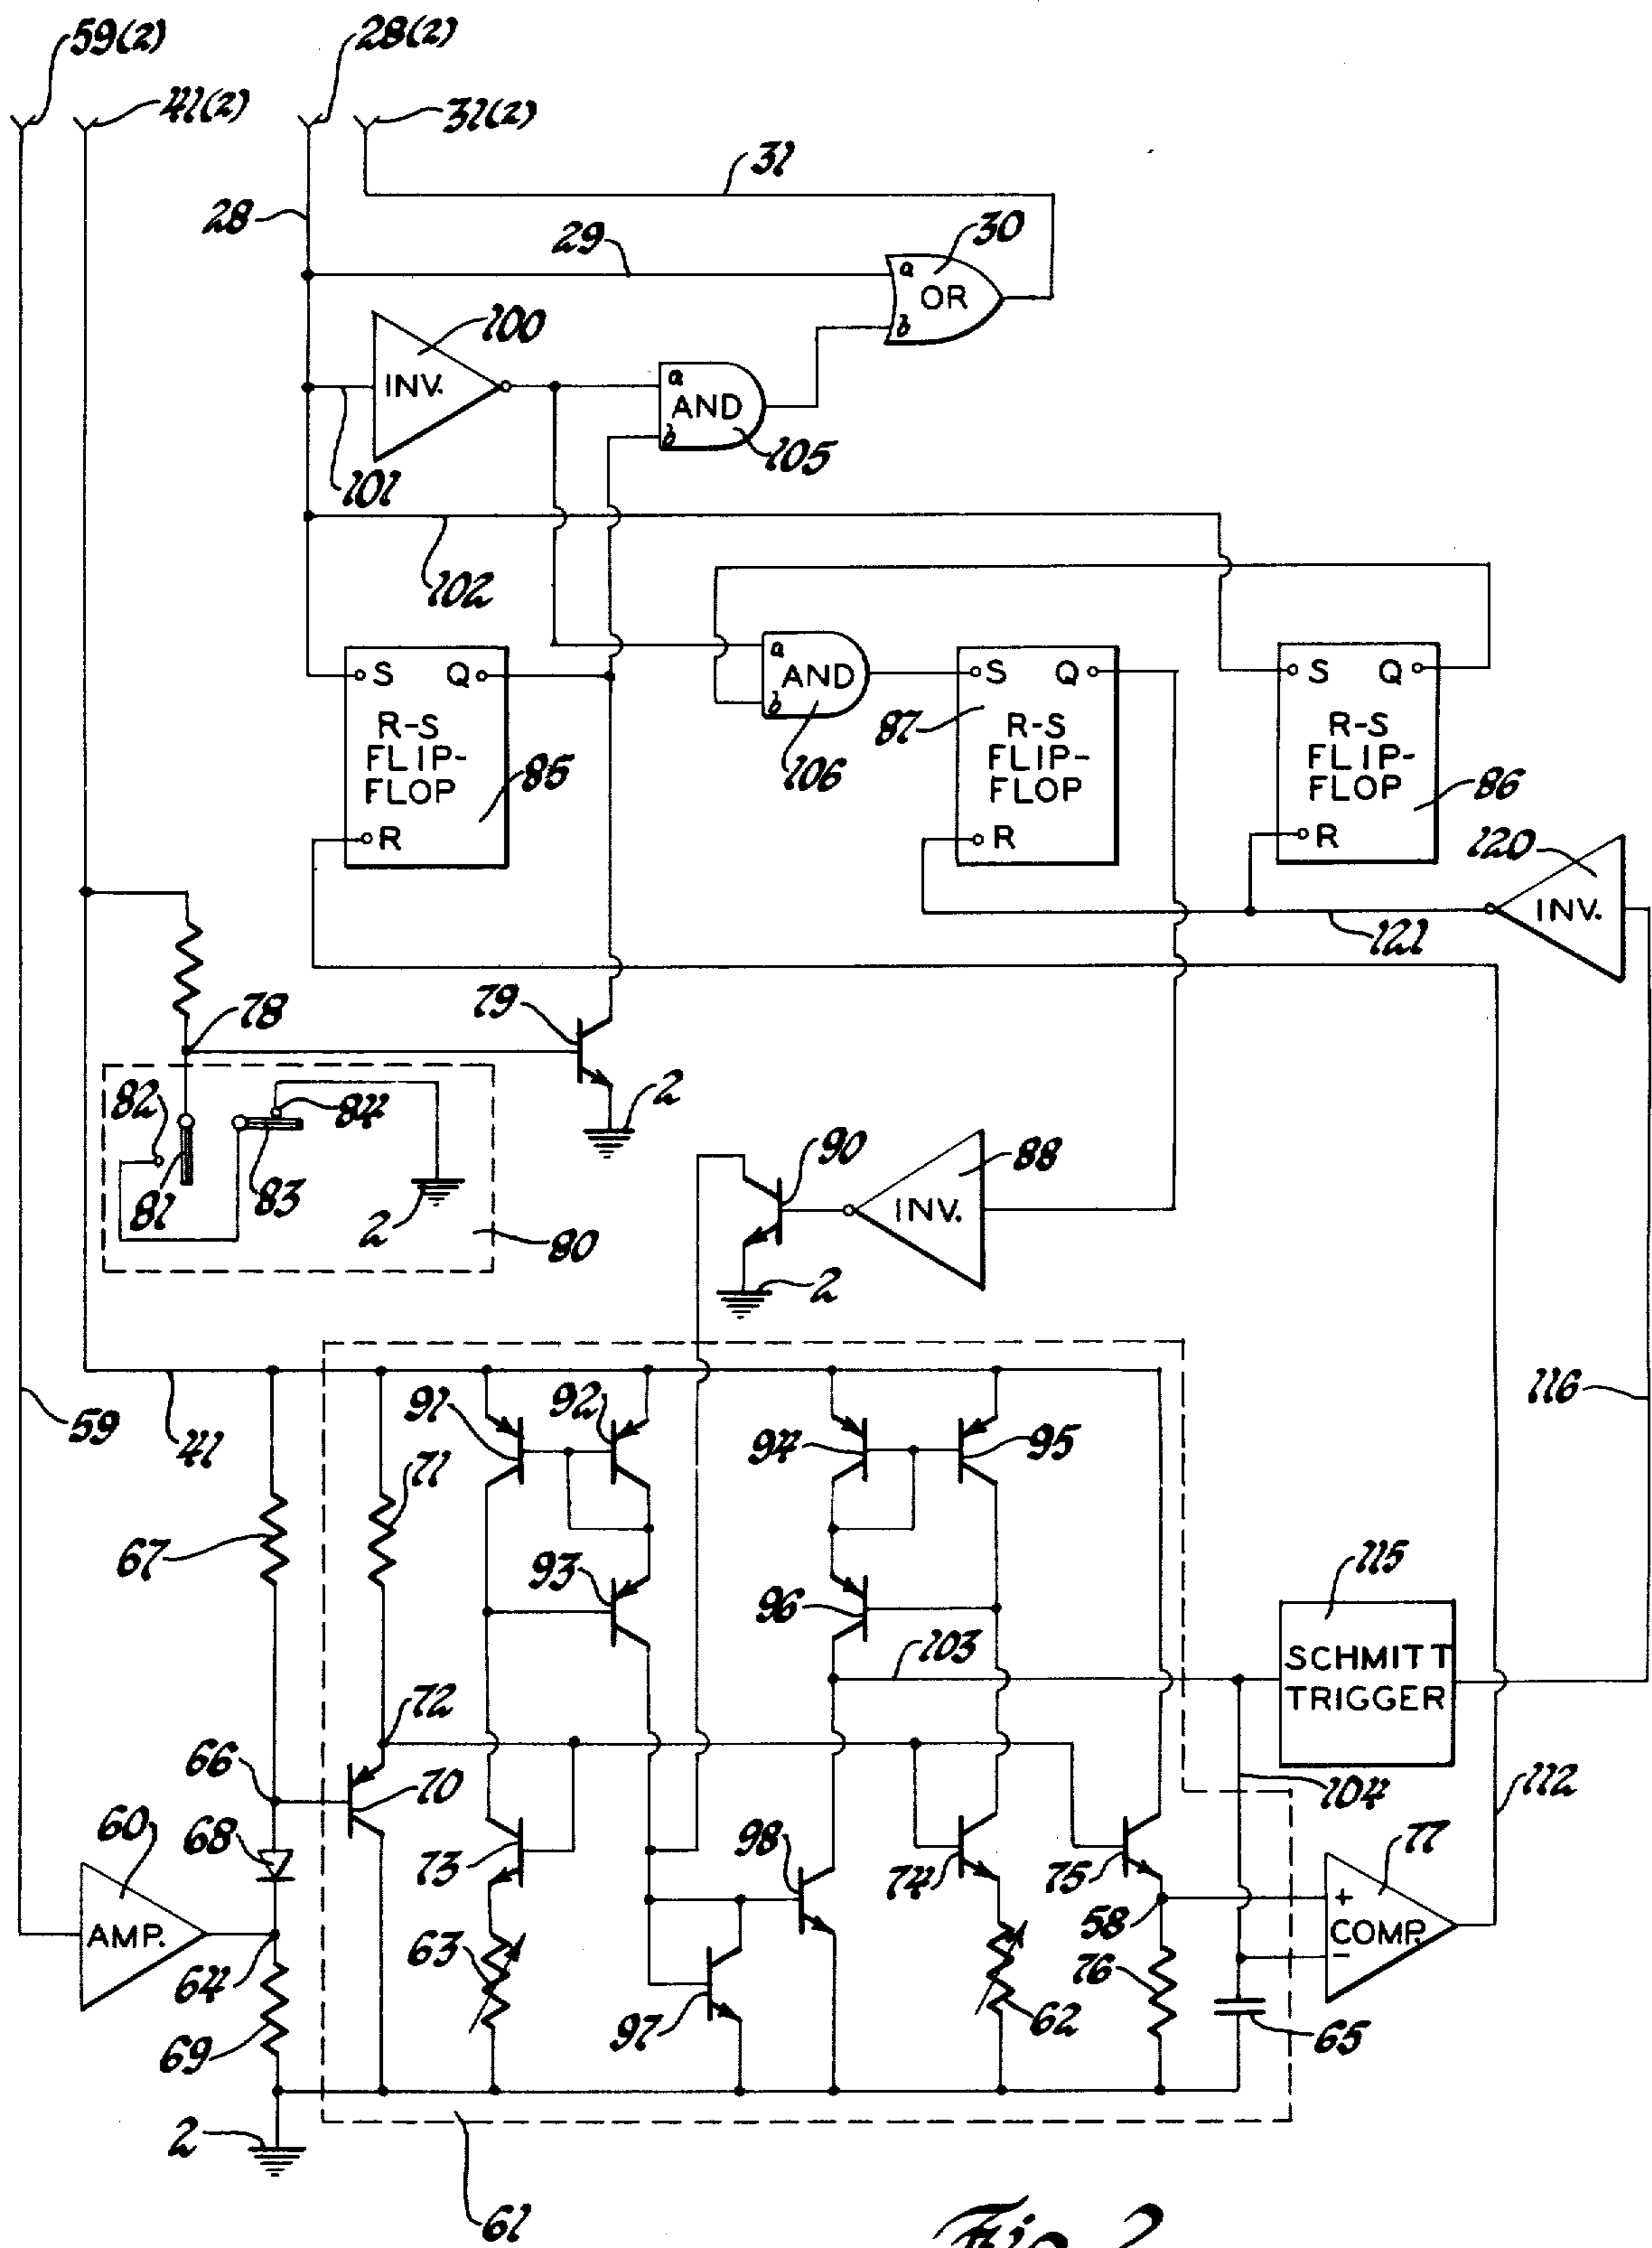 59(2)
41(2)
28(2)
31(2)
31
28
29
30
a
OR
b
100
INV.
a
AND
b
105
101
102
S Q
R-S
FLIP-
FLOP
R
85
a
AND
b
106
87
S Q
R-S
FLIP-
FLOP
R
S Q
R-S
FLIP-
FLOP
R
86
120
INV.
121
78
79
2
82
84
81
83
2
80
90
88
INV.
2
116
59
41
91
92
94
95
71
67
93
96
115
SCHMITT
TRIGGER
103
72
66
70
104
112
60
68
73
98
74
75
77
AMP.
+
COMP.
-
58
64
63
76
97
62
65
69
2
61
Fig. 2